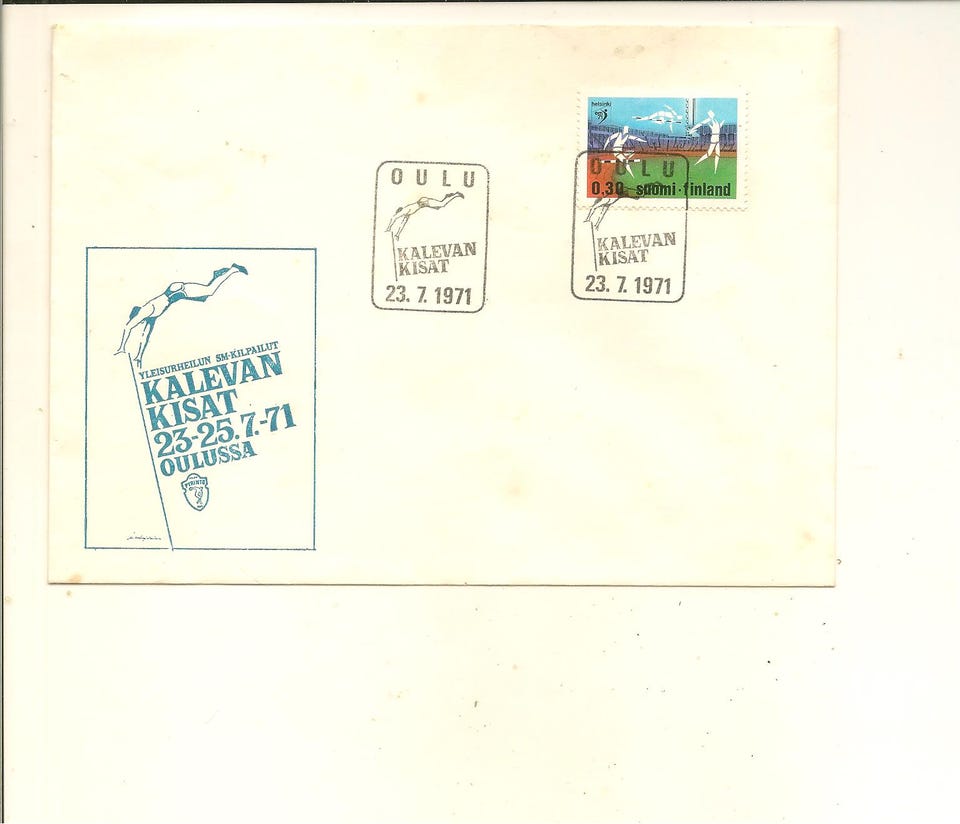 helsinki
0,30 suomi-finland
OULU
KALEVAN
KISAT
23. 7. 1971
OULU
KALEVAN
KISAT
23. 7. 1971
YLEISURHEILUN SM-KILPAILUT
KALEVAN
KISAT
23-25.7.-71
OULUSSA
PYRINTÖ